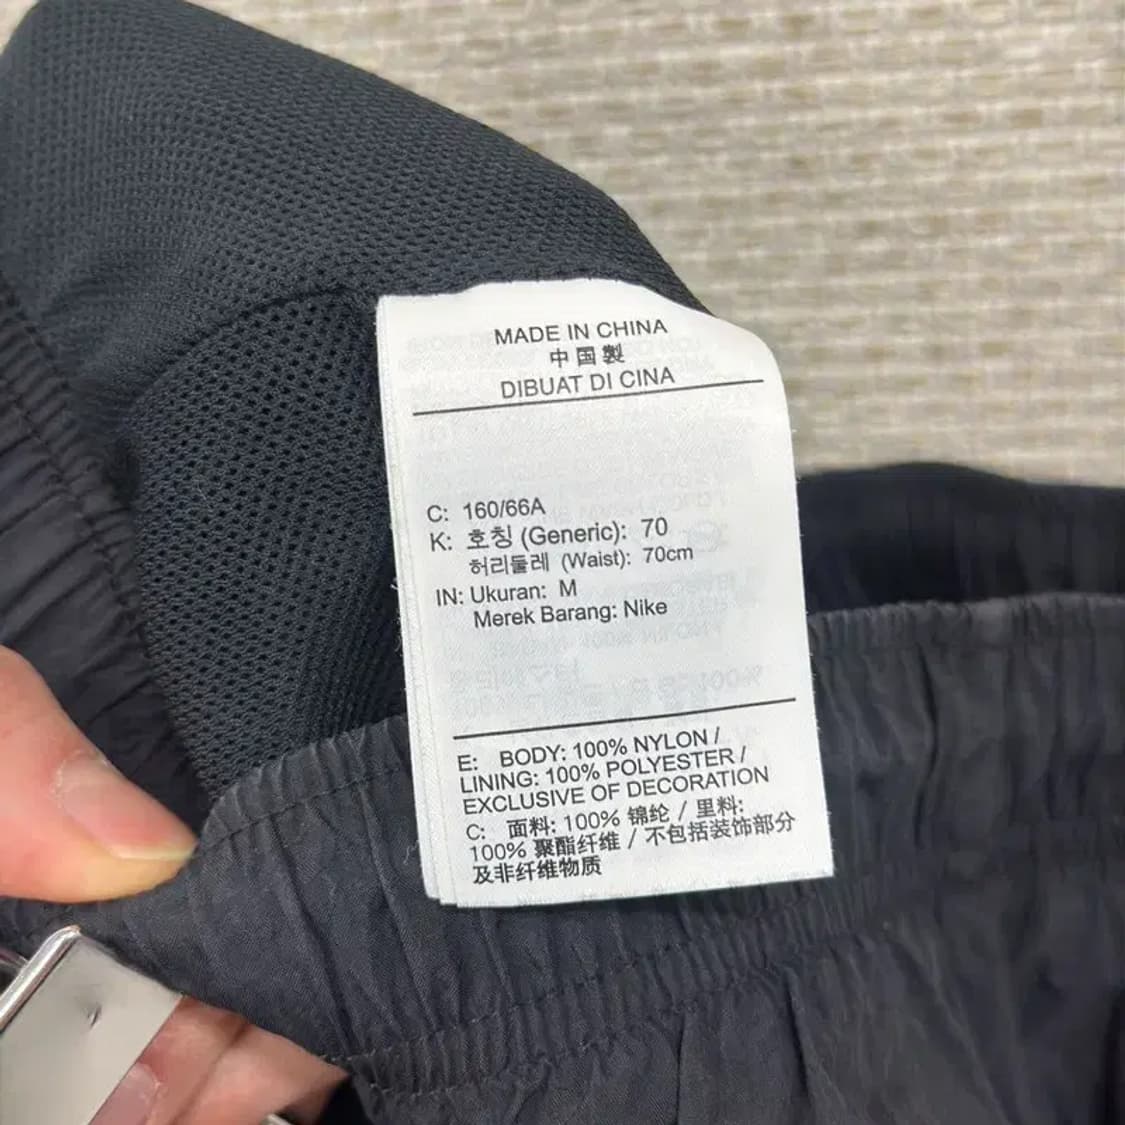 MADE IN CHINA
中国製
DIBUAT DI CINA
C: 160/66A
K: 호칭 (Generic): 70
허리둘레 (Waist): 70cm
IN: Ukuran: M
Merek Barang: Nike
E: BODY: 100% NYLON /
LINING: 100% POLYESTER /
EXCLUSIVE OF DECORATION
C: 面料: 100% 锦纶 / 里料:
100% 聚酯纤维 / 不包括装饰部分
及非纤维物质